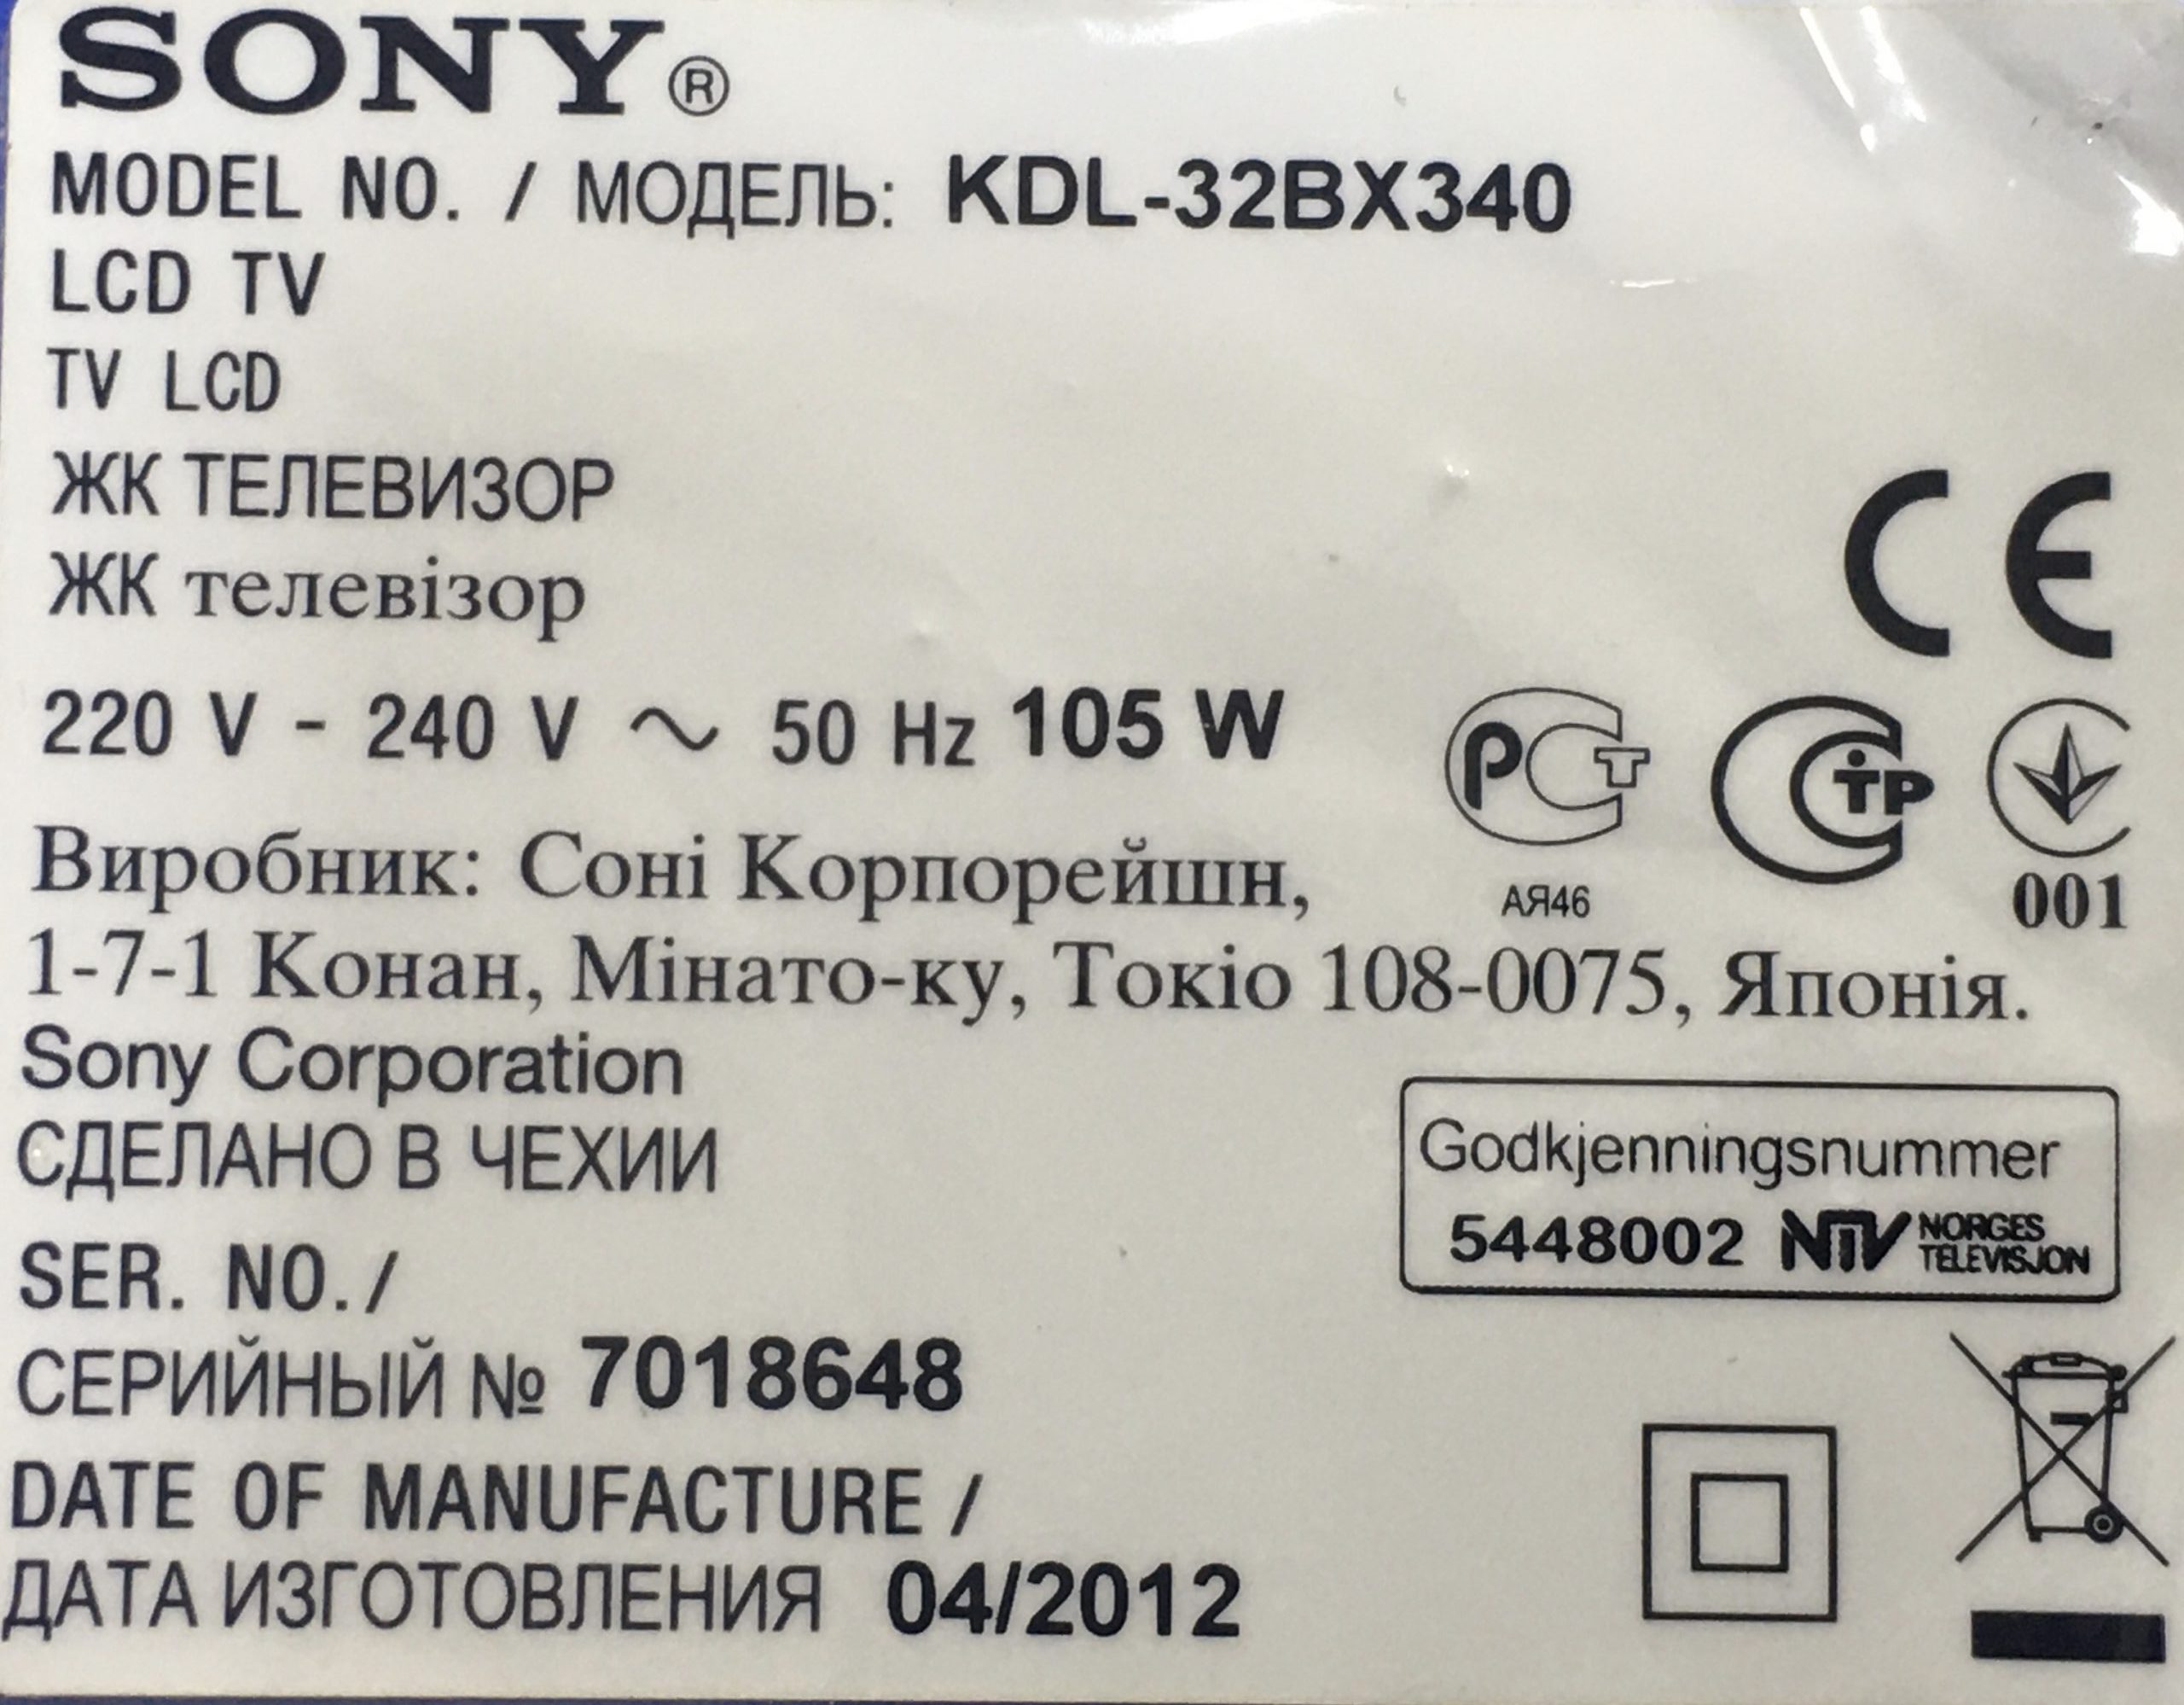 SONY®
MODEL NO. / МОДЕЛЬ: KDL-32BX340
LCD TV
TV LCD
ЖК ТЕЛЕВИЗОР
ЖК телевізор
CE
220 V - 240 V ~ 50 Hz 105 W
РСТ
СТР
АЯ46
001
Виробник: Соні Корпорейшн,
1-7-1 Конан, Мінато-ку, Токіо 108-0075, Японія.
Sony Corporation
СДЕЛАНО В ЧЕХИИ
Godkjenningsnummer
5448002 NTV NORGES
TELEVISJON
SER. NO./
СЕРИЙНЫЙ № 7018648
DATE OF MANUFACTURE /
ДАТА ИЗГОТОВЛЕНИЯ 04/2012